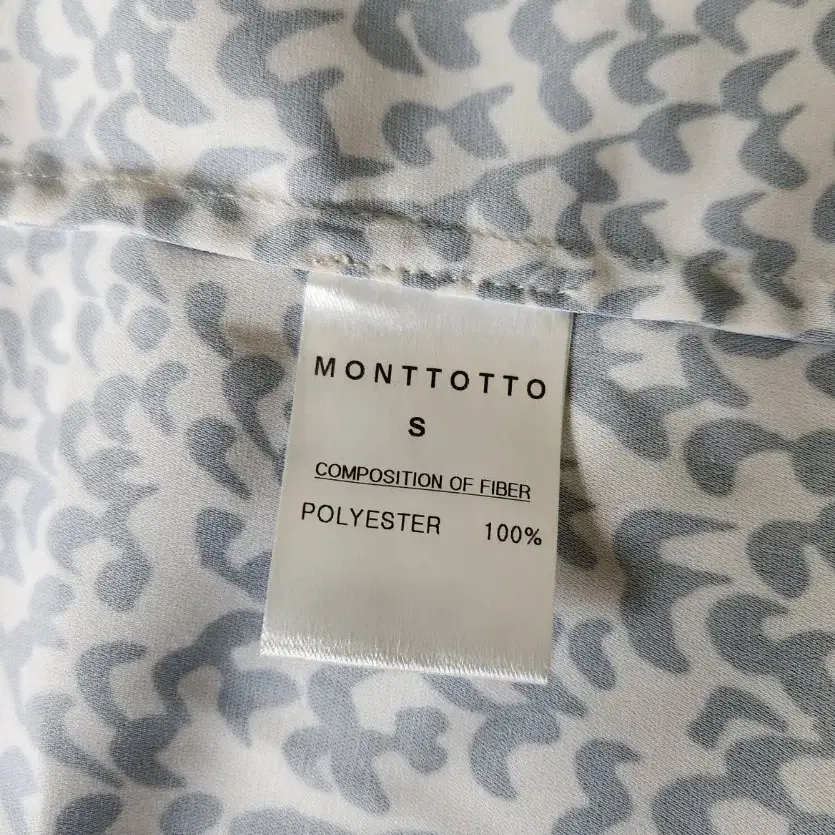 MONTTOTTO
S
COMPOSITION OF FIBER
POLYESTER 100%